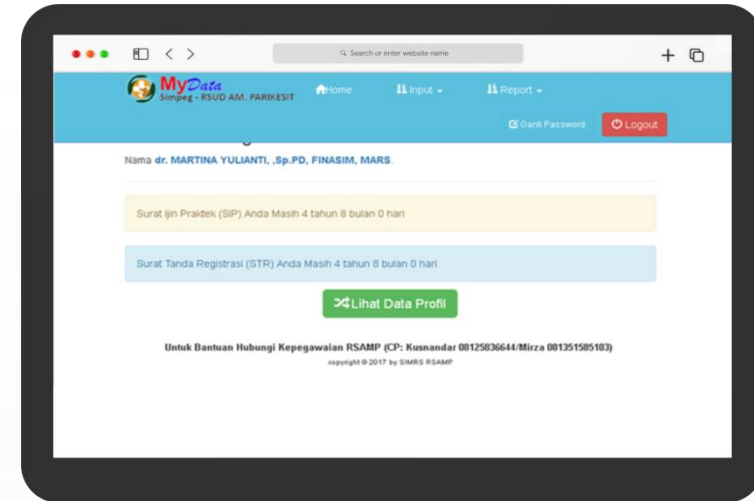 Search or enter website name
MyData
Simpeg - RSUD AM. PARIKESIT
Home
Input
Report
Ganti Password
Logout
Nama dr. MARTINA YULIANTI, ,Sp.PD, FINASIM, MARS.
Surat Ijin Praktek (SIP) Anda Masih 4 tahun 8 bulan 0 hari
Surat Tanda Registrasi (STR) Anda Masih 4 tahun 8 bulan 0 hari
Lihat Data Profil
Untuk Bantuan Hubungi Kepegawaian RSAMP (CP: Kusnandar 08125836644/Mirza 081351585103)
copyright © 2017 by SIMRS RSAMP